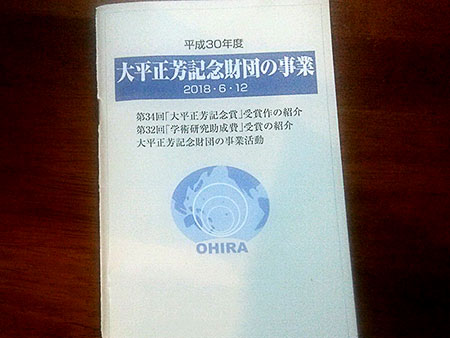 平成30年度
大平正芳記念財団の事業
2018・6・12
第34回「大平正芳記念賞」受賞作の紹介
第32回「学術研究助成費」受賞の紹介
大平正芳記念財団の事業活動
OHIRA